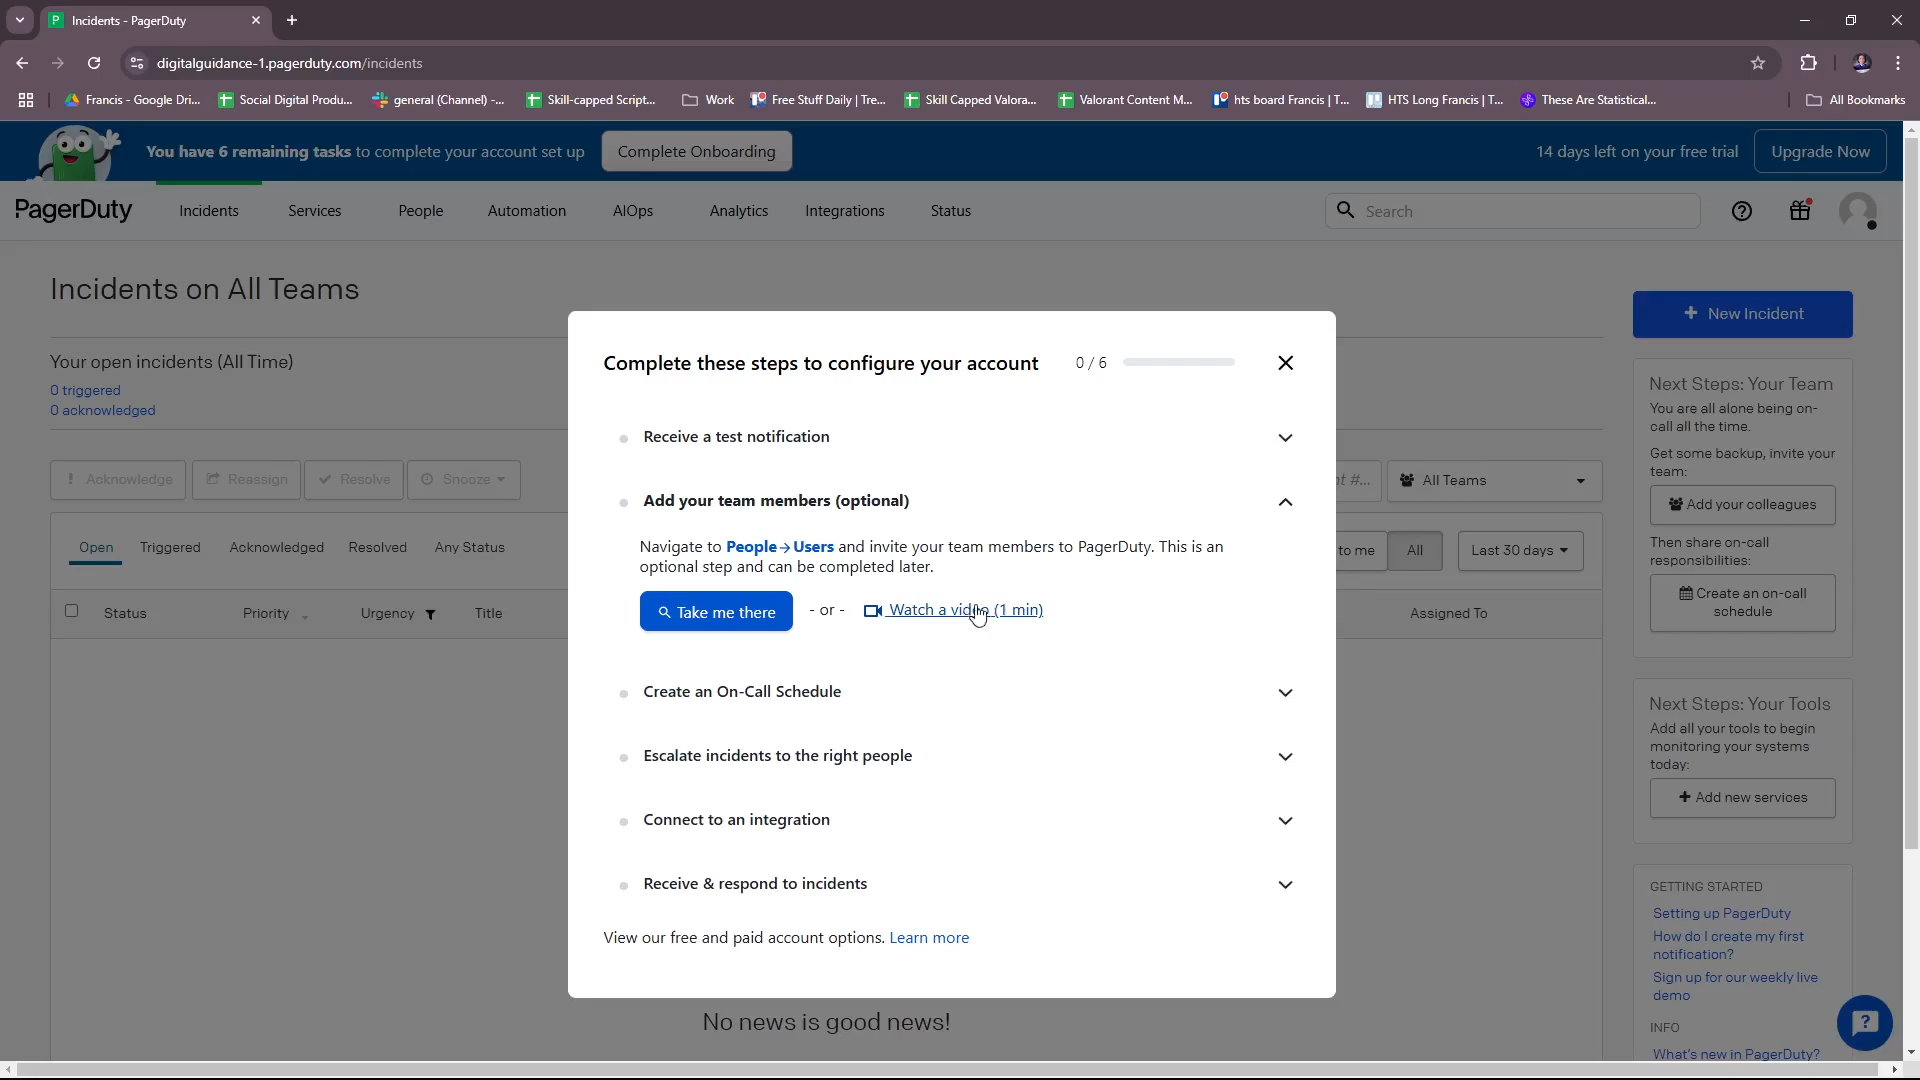 Incidents - PagerDuty
digitalguidance-1.pagerduty.com/incidents
Francis - Google Dri...
Social Digital Produ...
general (Channel) -...
Skill-capped Script...
Work
Free Stuff Daily | Tre...
Skill Capped Valora...
Valorant Content M...
hts board Francis | T...
HTS Long Francis | T...
These Are Statistical...
All Bookmarks
You have 6 remaining tasks to complete your account set up
Complete Onboarding
14 days left on your free trial
Upgrade Now
PagerDuty
Incidents
Services
People
Automation
AIOps
Analytics
Integrations
Status
Search
Incidents on All Teams
New Incident
Your open incidents (All Time)
0 triggered
0 acknowledged
Acknowledge
Reassign
Resolve
Snooze
nt #...
All Teams
Open
Triggered
Acknowledged
Resolved
Any Status
to me
All
Last 30 days
Status
Priority
Urgency
Title
Assigned To
No news is good news!
Complete these steps to configure your account
0 / 6
Receive a test notification
Add your team members (optional)
Navigate to People→Users and invite your team members to PagerDuty. This is an
optional step and can be completed later.
Take me there
- or -
Watch a video (1 min)
Create an On-Call Schedule
Escalate incidents to the right people
Connect to an integration
Receive & respond to incidents
View our free and paid account options. Learn more
Next Steps: Your Team
You are all alone being on-
call all the time.
Get some backup, invite your
team:
Add your colleagues
Then share on-call
responsibilities:
Create an on-call
schedule
Next Steps: Your Tools
Add all your tools to begin
monitoring your systems
today:
Add new services
GETTING STARTED
Setting up PagerDuty
How do I create my first
notification?
Sign up for our weekly live
demo
INFO
What's new in PagerDuty?